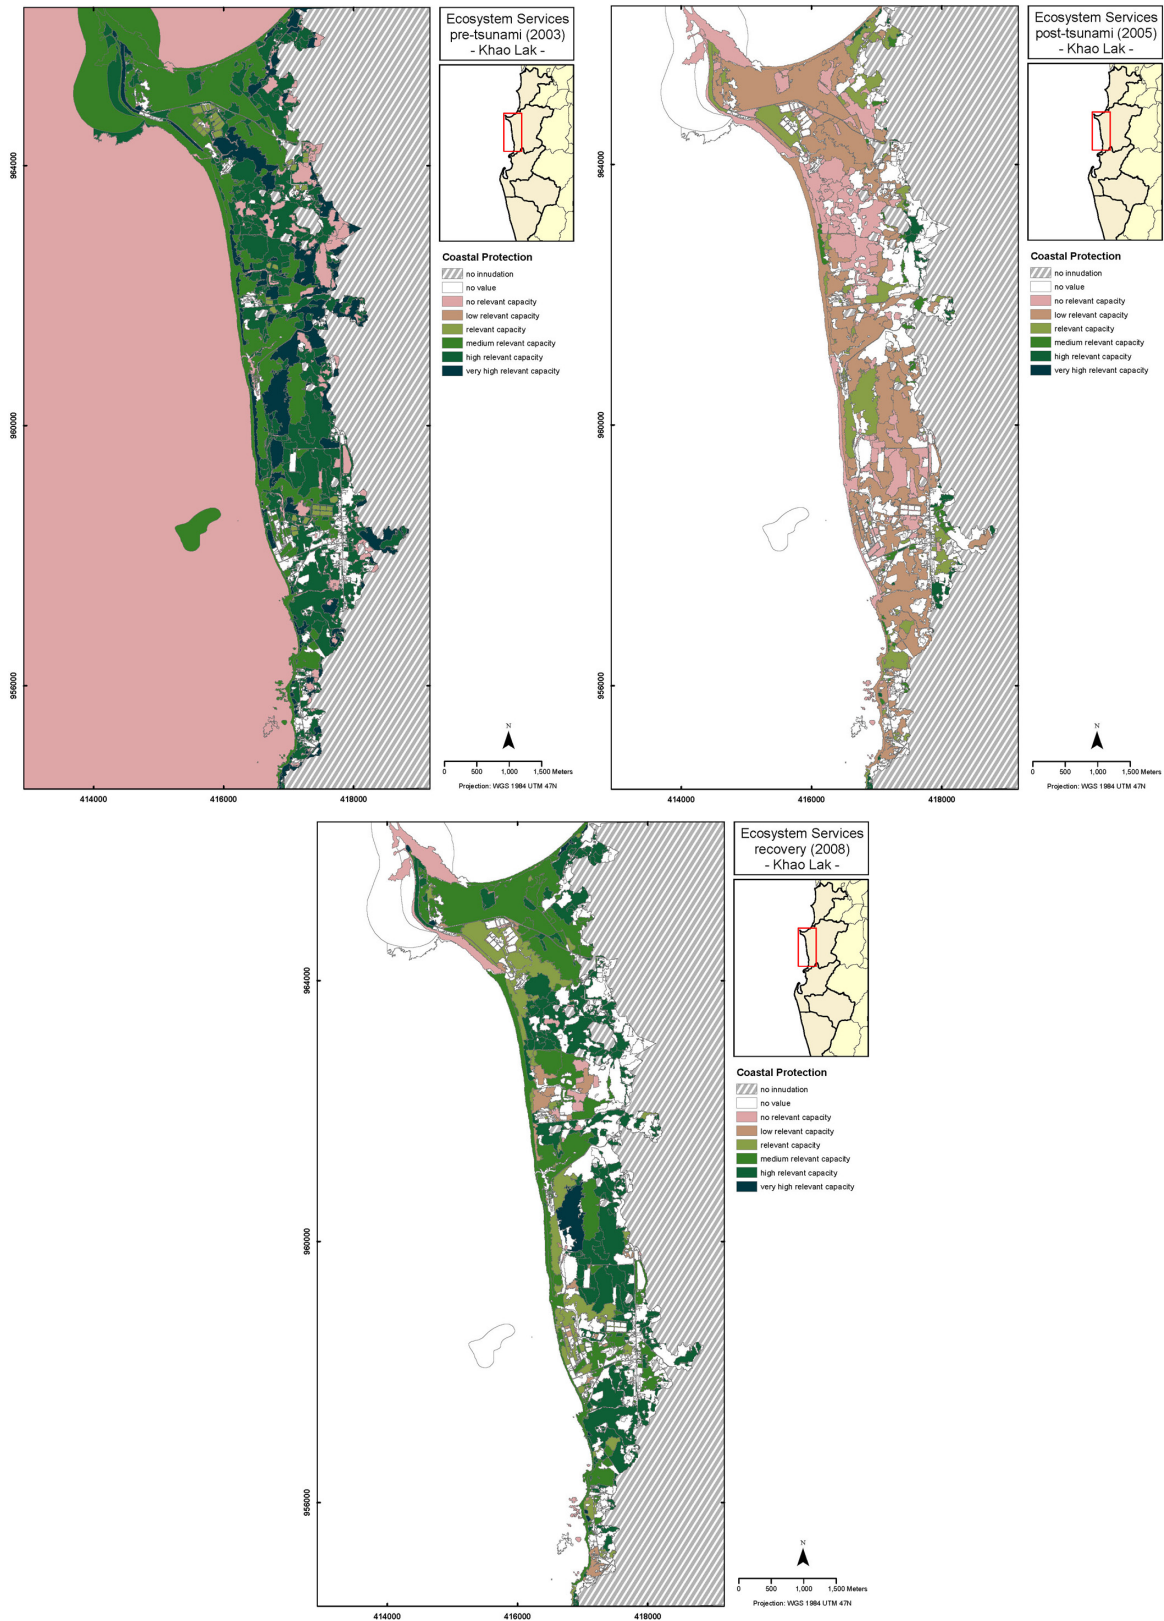 Ecosystem Services
pre-tsunami (2003)
- Khao Lak -
Coastal Protection
no innudation
no value
no relevant capacity
low relevant capacity
relevant capacity
medium relevant capacity
high relevant capacity
very high relevant capacity
964000
960000
956000
N
0 500 1,000 1,500 Meters
Projection: WGS 1984 UTM 47N
414000 416000 418000
Ecosystem Services
post-tsunami (2005)
- Khao Lak -
Coastal Protection
no innundation
no value
no relevant capacity
low relevant capacity
relevant capacity
medium relevant capacity
high relevant capacity
very high relevant capacity
964000
960000
956000
N
0 500 1,000 1,500 Meters
Projection: WGS 1984 UTM 47N
414000 416000 418000
Ecosystem Services
recovery (2008)
- Khao Lak -
Coastal Protection
no innudation
no value
no relevant capacity
low relevant capacity
relevant capacity
medium relevant capacity
high relevant capacity
very high relevant capacity
964000
960000
956000
N
0 500 1,000 1,500 Meters
Projection: WGS 1984 UTM 47N
414000 416000 418000